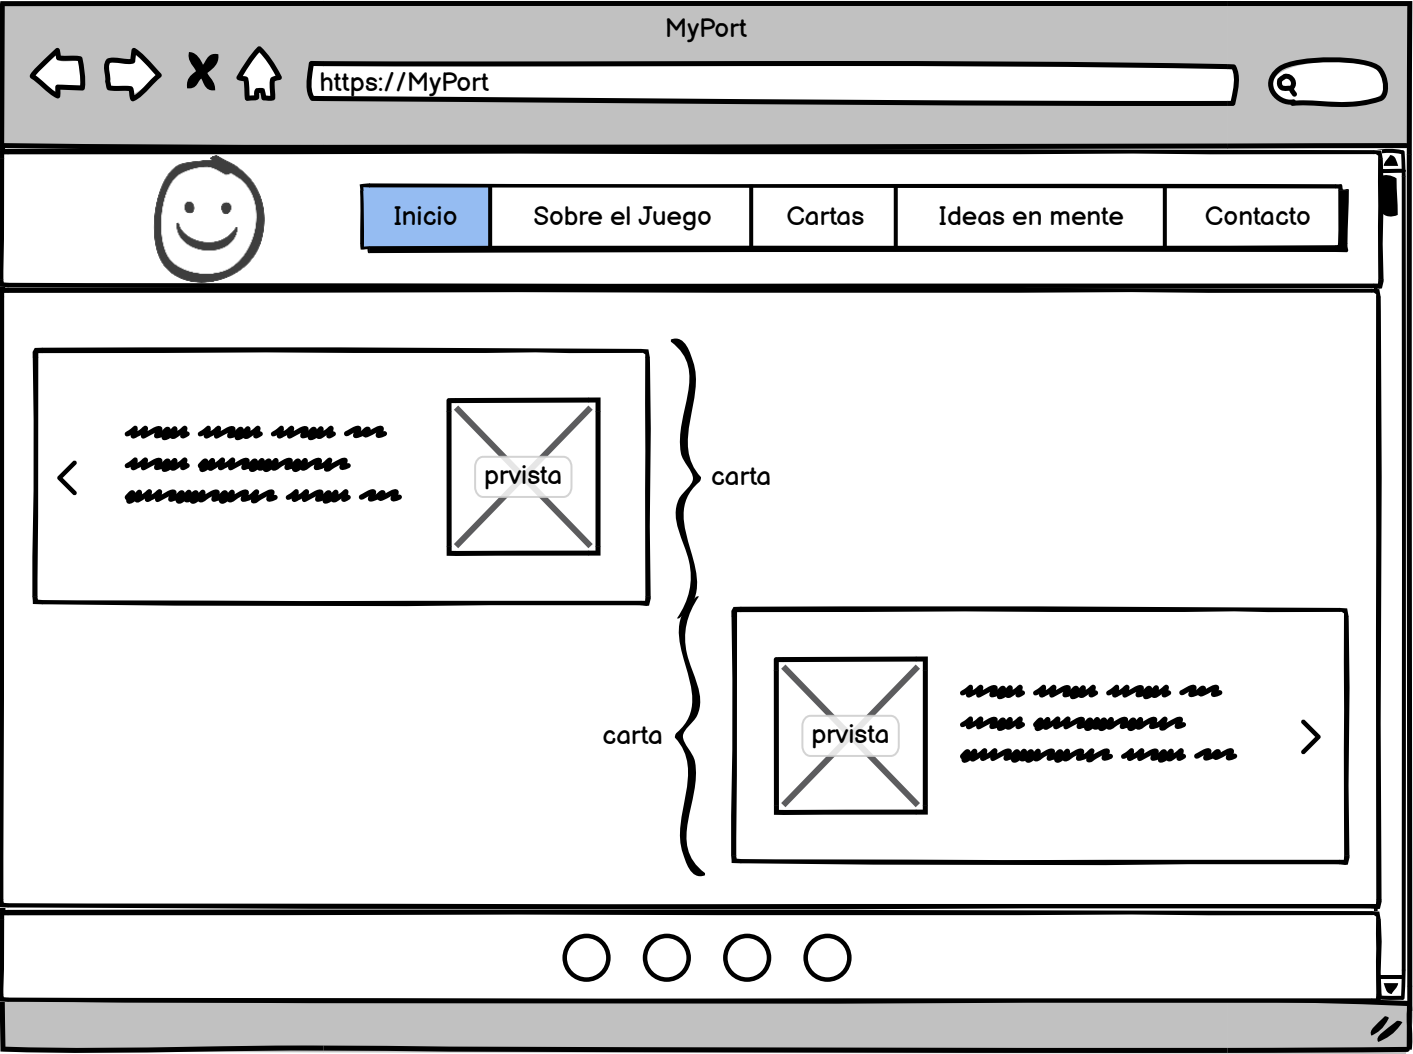 MyPort
https://MyPort
Inicio
Sobre el Juego
Cartas
Ideas en mente
Contacto
prvista
carta
prvista
carta